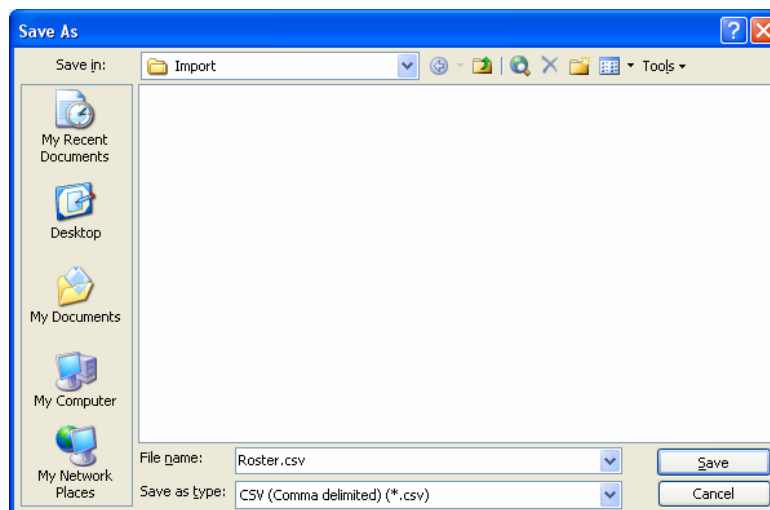 Save As
Save in:
Import
Tools
My Recent
Documents
Desktop
My Documents
My Computer
My Network
Places
File name:
Roster.csv
Save
Save as type:
CSV (Comma delimited) (*.csv)
Cancel